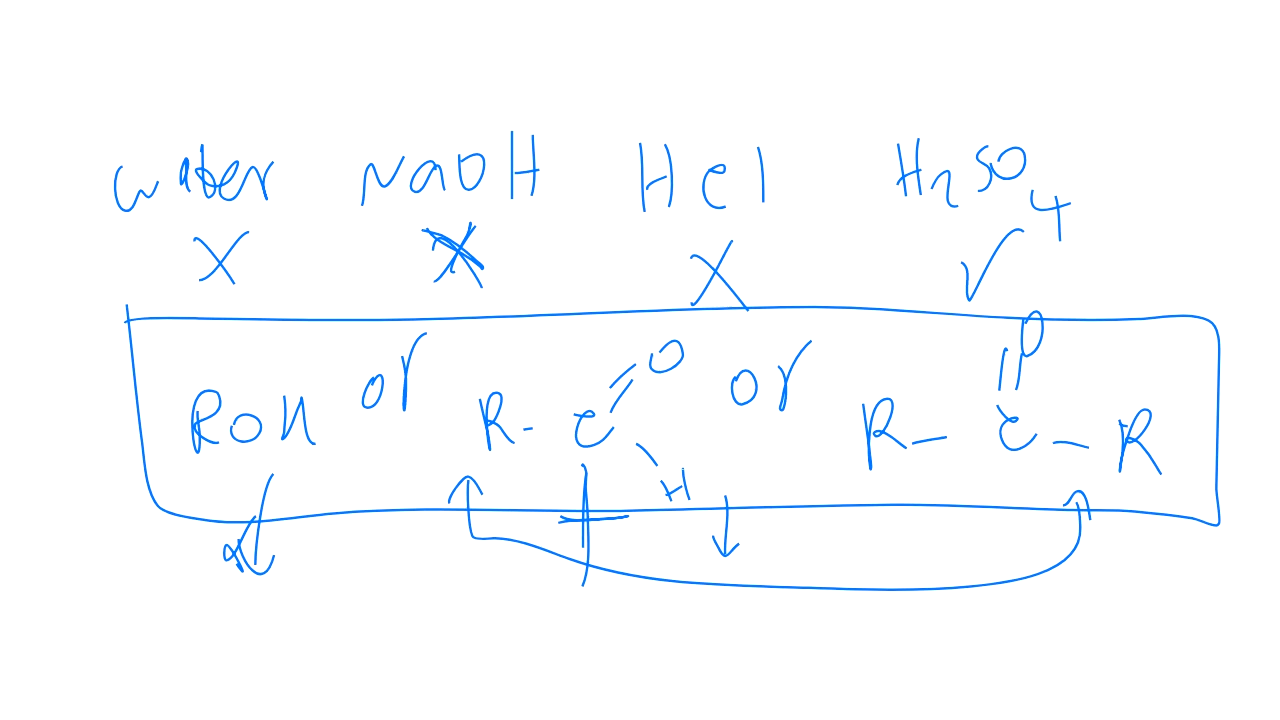 water NaOH HCl H2SO4
X X X ✓
O O
ROH or R-C or R-C-R
H